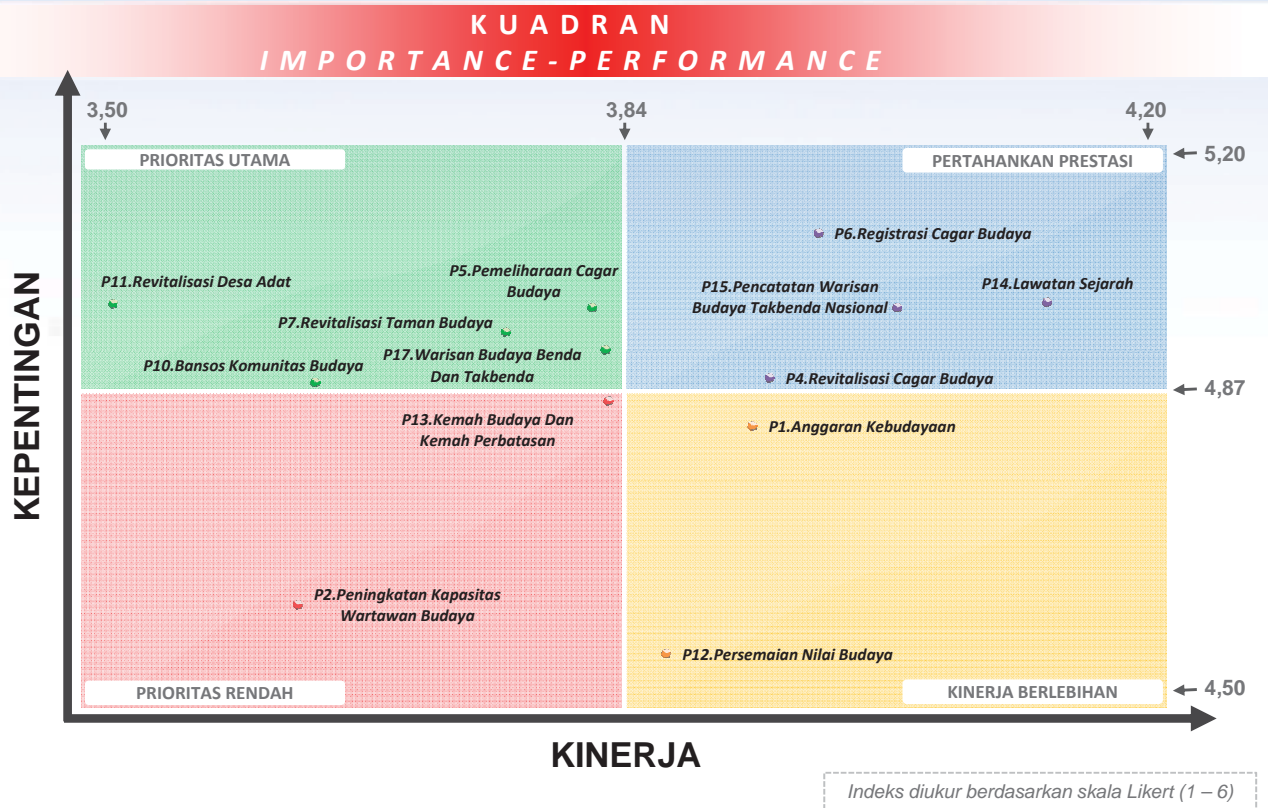 KUADRAN
IMPORTANCE-PERFORMANCE
3,50
3,84
4,20
PRIORITAS UTAMA
PERTAHANKAN PRESTASI
5,20
P6.Registrasi Cagar Budaya
P11.Revitalisasi Desa Adat
P5.Pemeliharaan Cagar
Budaya
P15.Pencatatan Warisan
Budaya Takbenda Nasional
P14.Lawatan Sejarah
P7.Revitalisasi Taman Budaya
P17.Warisan Budaya Benda
Dan Takbenda
P10.Bansos Komunitas Budaya
P4.Revitalisasi Cagar Budaya
4,87
KEPENTINGAN
P13.Kemah Budaya Dan
Kemah Perbatasan
P1.Anggaran Kebudayaan
P2.Peningkatan Kapasitas
Wartawan Budaya
P12.Persemaian Nilai Budaya
PRIORITAS RENDAH
KINERJA BERLEBIHAN
4,50
KINERJA
Indeks diukur berdasarkan skala Likert (1 – 6)